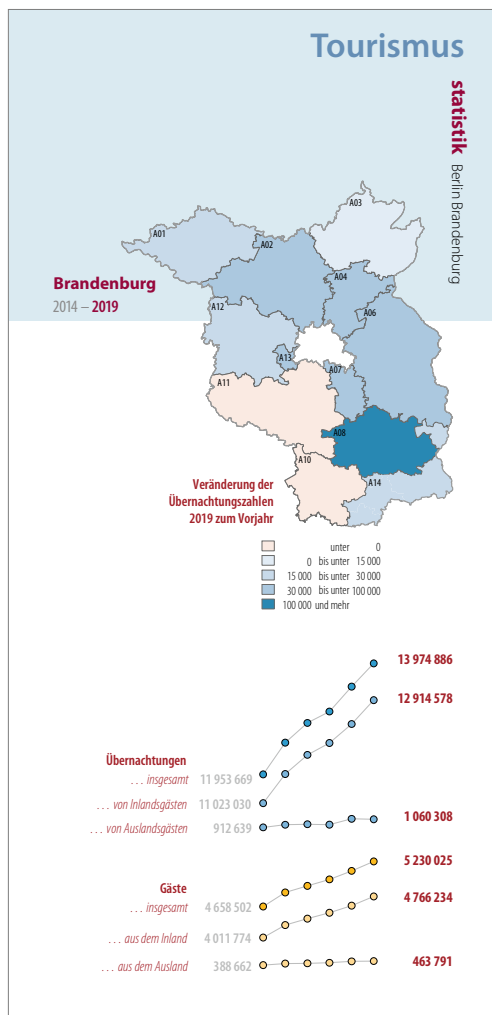 Tourismus
statistik Berlin Brandenburg
Brandenburg
2014 – 2019
A03
A01
A02
A04
A12
A06
A13
A07
A11
A08
A10
A14
Veränderung der
Übernachtungszahlen
2019 zum Vorjahr
unter 0
0 bis unter 15 000
15 000 bis unter 30 000
30 000 bis unter 100 000
100 000 und mehr
13 974 886
12 914 578
Übernachtungen
… insgesamt 11 953 669
… von Inlandsgästen 11 023 030
… von Auslandsgästen 912 639
1 060 308
5 230 025
Gäste
… insgesamt 4 658 502
4 766 234
… aus dem Inland 4 011 774
… aus dem Ausland 388 662
463 791